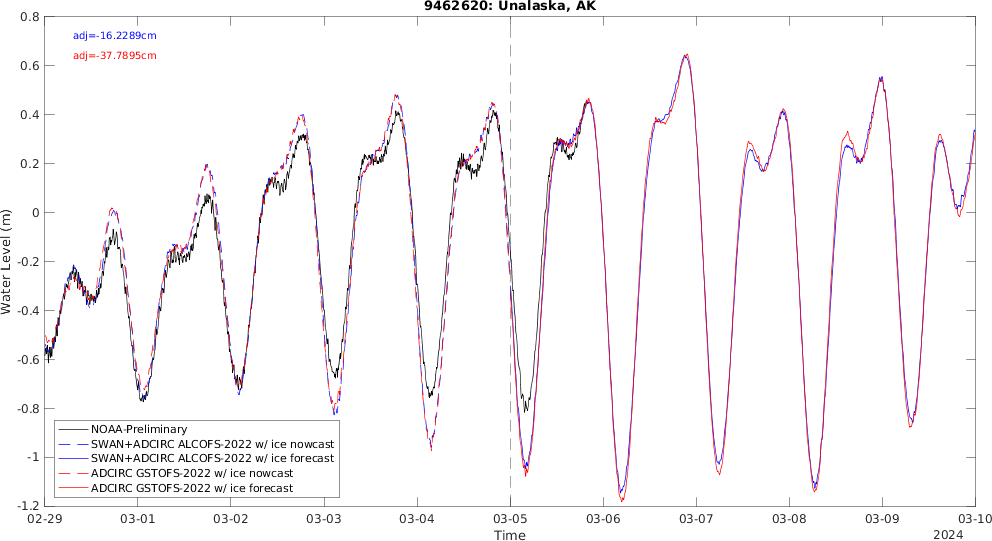 9462620: Unalaska, AK
adj=-16.2289cm
adj=-37.7895cm
0.8
0.6
0.4
0.2
0
-0.2
-0.4
-0.6
-0.8
-1
-1.2
Water Level (m)
NOAA-Preliminary
SWAN+ADCIRC ALCOFS-2022 w/ ice nowcast
SWAN+ADCIRC ALCOFS-2022 w/ ice forecast
ADCIRC GSTOFS-2022 w/ ice nowcast
ADCIRC GSTOFS-2022 w/ ice forecast
02-29 03-01 03-02 03-03 03-04 03-05 03-06 03-07 03-08 03-09 03-10
Time
2024